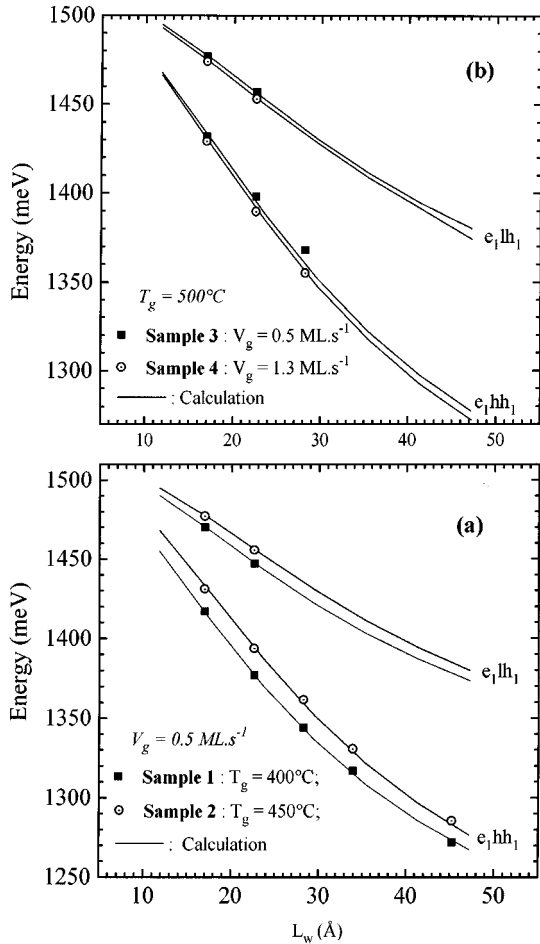 1500
(b)
1450
Energy (meV)
1400
e₁lh₁
1350
T_g = 500°C
■ Sample 3 : V_g = 0.5 ML.s⁻¹
1300
⊙ Sample 4 : V_g = 1.3 ML.s⁻¹
—— : Calculation
e₁hh₁
10 20 30 40 50
1500
(a)
1450
Energy (meV)
1400
e₁lh₁
1350
V_g = 0.5 ML.s⁻¹
■ Sample 1 : T_g = 400°C;
1300
⊙ Sample 2 : T_g = 450°C;
—— : Calculation
e₁hh₁
1250
10 20 30 40 50
L_w (Å)